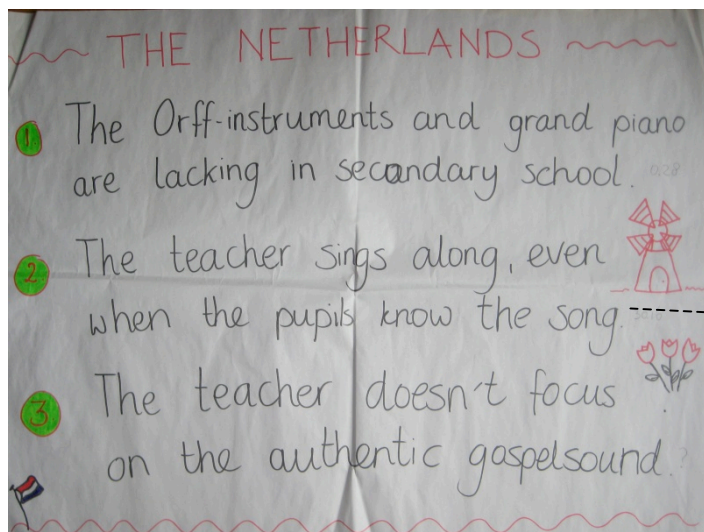 THE NETHERLANDS
1 The Orff-instruments and grand piano
are lacking in secondary school.
2 The teacher sings along, even
when the pupils know the song.
3 The teacher doesn't focus
on the authentic gospelsound.